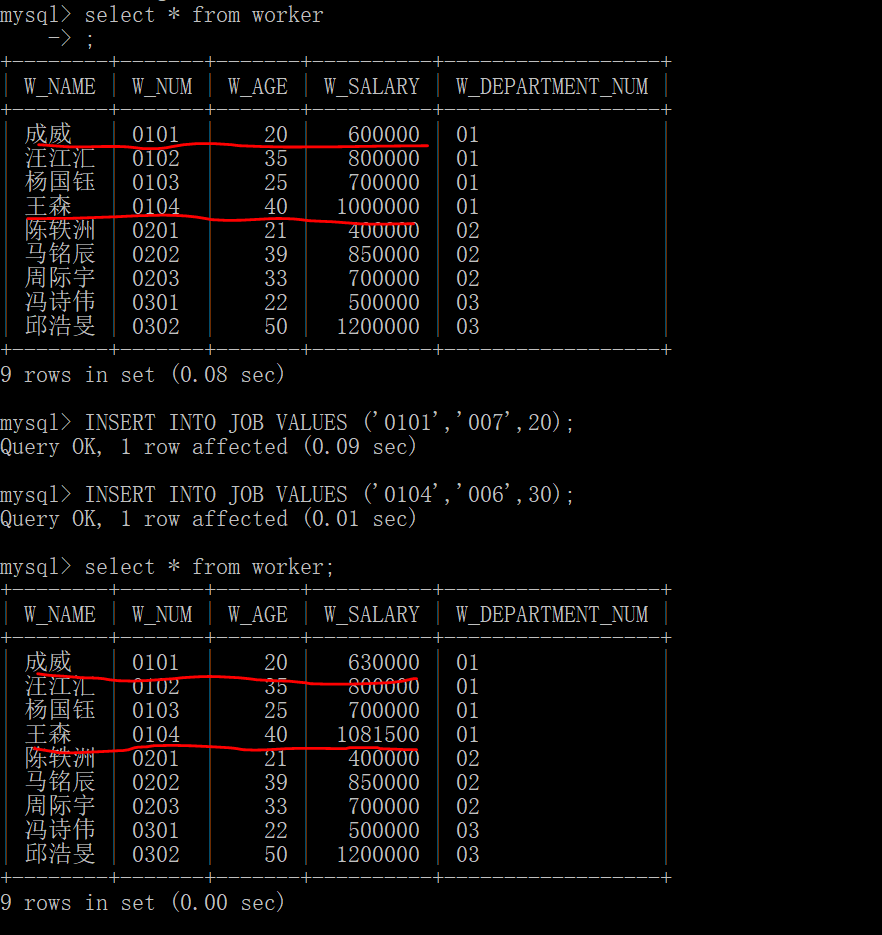 mysql> select * from worker
    -> ;
+---------+--------+--------+-----------+-------------------+
| W_NAME | W_NUM | W_AGE | W_SALARY | W_DEPARTMENT_NUM |
+---------+--------+--------+-----------+-------------------+
| 成威 | 0101 | 20 | 600000 | 01 |
| 汪江汇 | 0102 | 35 | 800000 | 01 |
| 杨国钰 | 0103 | 25 | 700000 | 01 |
| 王森 | 0104 | 40 | 1000000 | 01 |
| 陈轶洲 | 0201 | 21 | 400000 | 02 |
| 马铭辰 | 0202 | 39 | 850000 | 02 |
| 周际宇 | 0203 | 33 | 700000 | 02 |
| 冯诗伟 | 0301 | 22 | 500000 | 03 |
| 邱浩旻 | 0302 | 50 | 1200000 | 03 |
+---------+--------+--------+-----------+-------------------+
9 rows in set (0.08 sec)
mysql> INSERT INTO JOB VALUES ('0101','007',20);
Query OK, 1 row affected (0.09 sec)
mysql> INSERT INTO JOB VALUES ('0104','006',30);
Query OK, 1 row affected (0.01 sec)
mysql> select * from worker;
+---------+--------+--------+-----------+-------------------+
| W_NAME | W_NUM | W_AGE | W_SALARY | W_DEPARTMENT_NUM |
+---------+--------+--------+-----------+-------------------+
| 成威 | 0101 | 20 | 630000 | 01 |
| 汪江汇 | 0102 | 35 | 800000 | 01 |
| 杨国钰 | 0103 | 25 | 700000 | 01 |
| 王森 | 0104 | 40 | 1081500 | 01 |
| 陈轶洲 | 0201 | 21 | 400000 | 02 |
| 马铭辰 | 0202 | 39 | 850000 | 02 |
| 周际宇 | 0203 | 33 | 700000 | 02 |
| 冯诗伟 | 0301 | 22 | 500000 | 03 |
| 邱浩旻 | 0302 | 50 | 1200000 | 03 |
+---------+--------+--------+-----------+-------------------+
9 rows in set (0.00 sec)